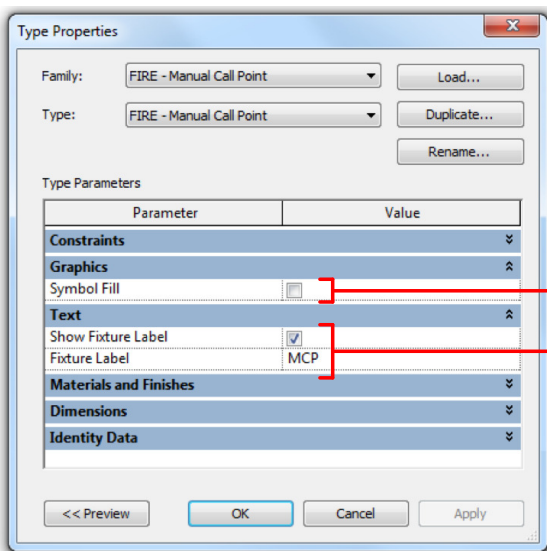 Type Properties
Family: FIRE - Manual Call Point Load...
Type: FIRE - Manual Call Point Duplicate...
Rename...
Type Parameters
Parameter Value
Constraints
Graphics
Symbol Fill
Text
Show Fixture Label
Fixture Label MCP
Materials and Finishes
Dimensions
Identity Data
<< Preview OK Cancel Apply